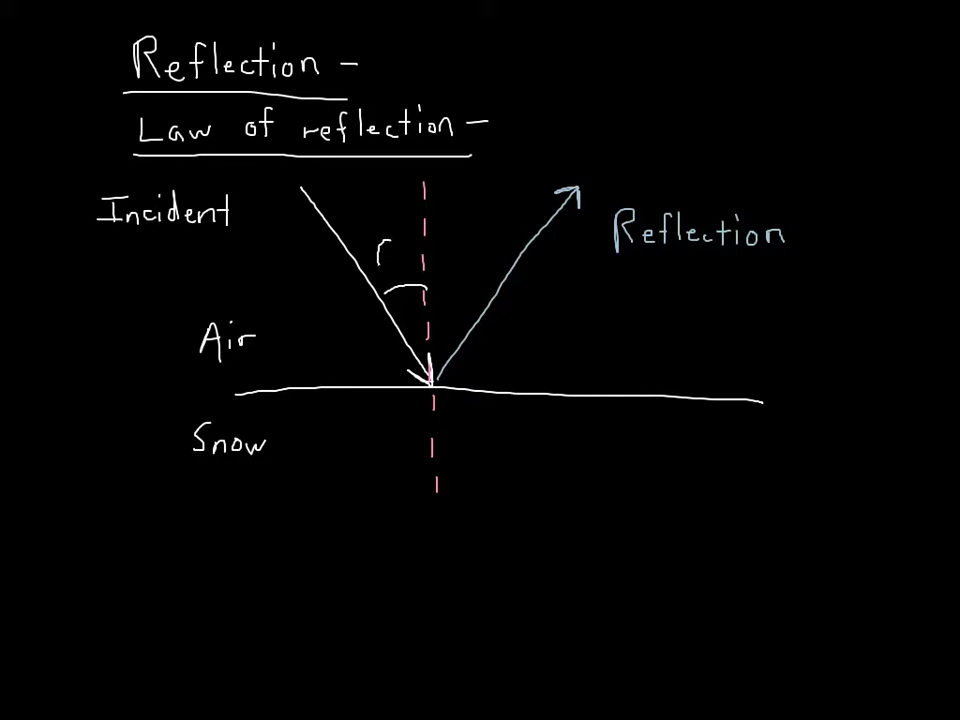 Reflection -
Law of reflection -
Incident
Reflection
r
Air
Snow